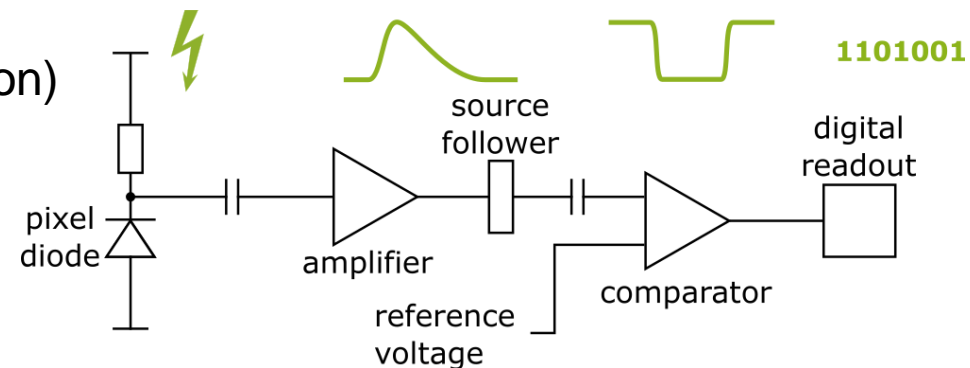 on)
1101001
source
follower
digital
readout
pixel
diode
amplifier
comparator
reference
voltage